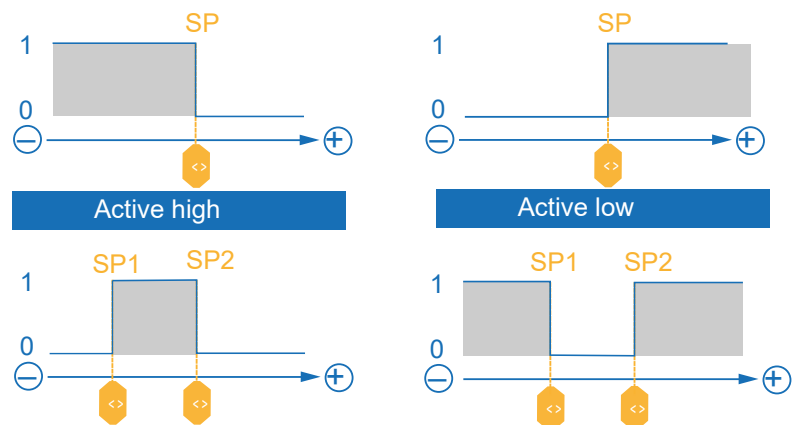 SP
SP
1
1
0
0
− +
− +
<>
<>
Active high
Active low
SP1 SP2
SP1 SP2
1
1
0
0
− +
− +
<> <>
<> <>